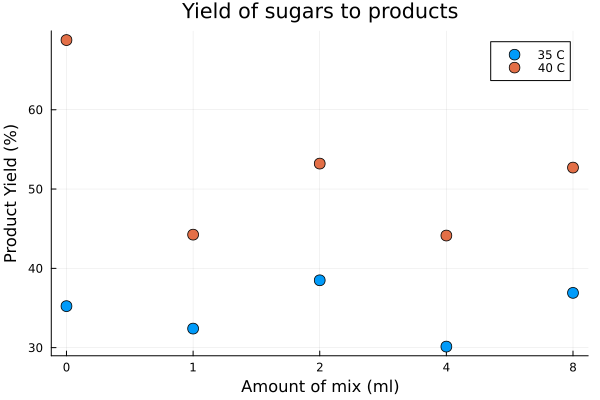 Yield of sugars to products
35 C
40 C
Product Yield (%)
60
50
40
30
0 1 2 4 8
Amount of mix (ml)